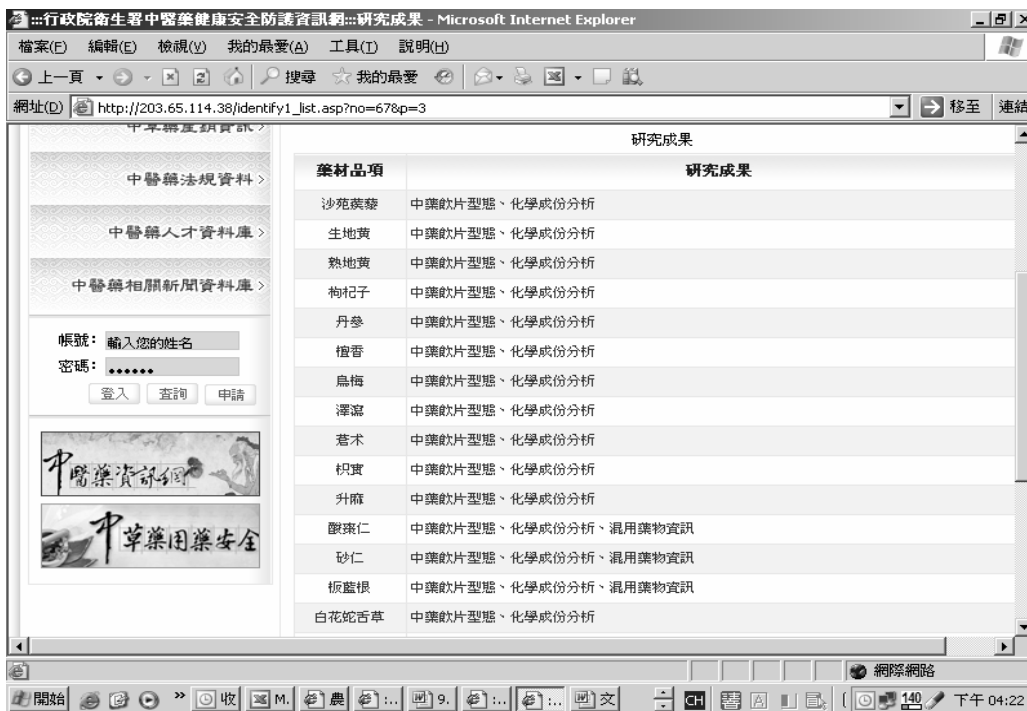 :::行政院衛生署中醫藥健康安全防護資訊網:::研究成果 - Microsoft Internet Explorer
檔案(F) 編輯(E) 檢視(V) 我的最愛(A) 工具(T) 說明(H)
上一頁 搜尋 我的最愛
網址(D) http://203.65.114.38/identify1_list.asp?no=67&p=3 移至 連結
中草藥產銷資訊 >
中醫藥法規資料 >
中醫藥人才資料庫 >
中醫藥相關新聞資料庫 >
帳號: 輸入您的姓名
密碼: ••••••
登入 查詢 申請
中醫藥資訊網
中草藥用藥安全
研究成果
藥材品項 研究成果
沙苑蒺藜 中藥飲片型態、化學成份分析
生地黃 中藥飲片型態、化學成份分析
熟地黃 中藥飲片型態、化學成份分析
枸杞子 中藥飲片型態、化學成份分析
丹參 中藥飲片型態、化學成份分析
檀香 中藥飲片型態、化學成份分析
烏梅 中藥飲片型態、化學成份分析
澤瀉 中藥飲片型態、化學成份分析
蒼朮 中藥飲片型態、化學成份分析
枳實 中藥飲片型態、化學成份分析
升麻 中藥飲片型態、化學成份分析
酸棗仁 中藥飲片型態、化學成份分析、混用藥物資訊
砂仁 中藥飲片型態、化學成份分析、混用藥物資訊
板藍根 中藥飲片型態、化學成份分析、混用藥物資訊
白花蛇舌草 中藥飲片型態、化學成份分析
網際網路
開始 » 收 M. 農 :.. 9. :.. :.. 文 CH 140 下午 04:22